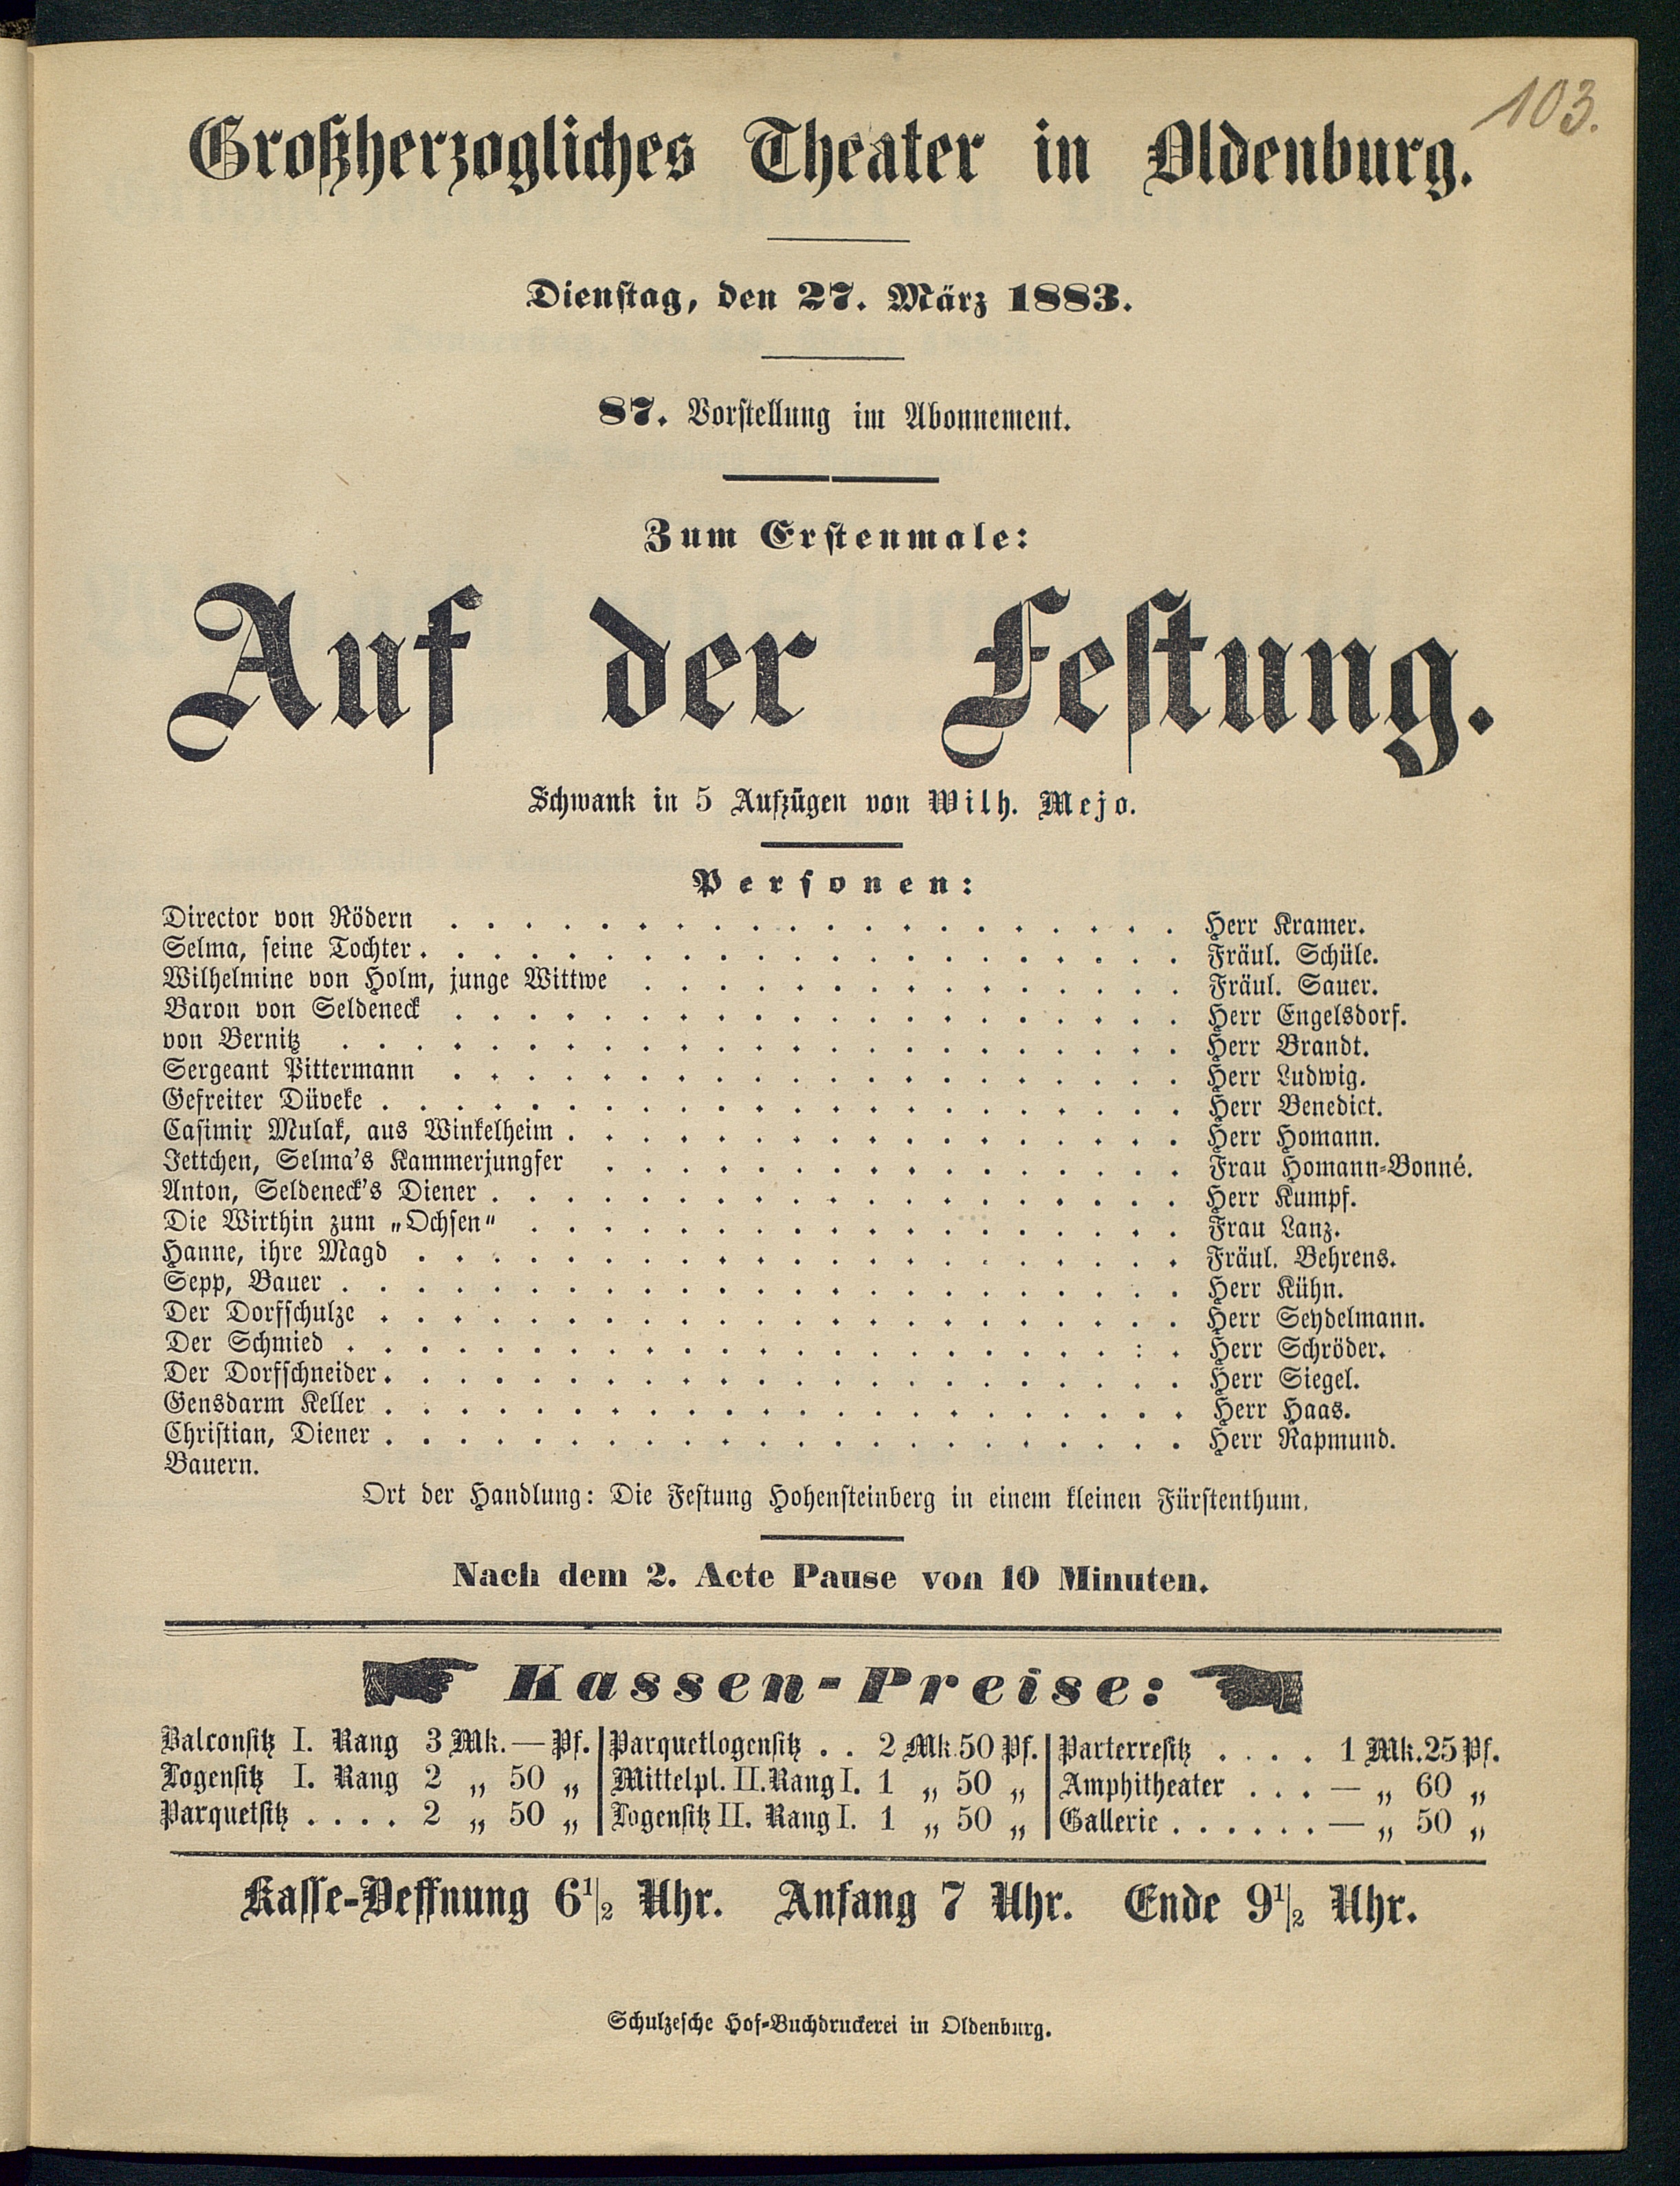 103.
Großherzogliches Theater in Oldenburg.
Dienstag, den 27. März 1883.
87. Vorstellung im Abonnement.
Zum Erstenmale:
Auf der Festung.
Schwank in 5 Aufzügen von Wilh. Mejo.
Personen:
Director von Rödern . . . . . . . . . . . . . . . . . . . . Herr Kramer.
Selma, seine Tochter . . . . . . . . . . . . . . . . . . . . Fräul. Schüle.
Wilhelmine von Holm, junge Wittwe . . . . . . . . . . . . . . . Fräul. Sauer.
Baron von Seldeneck . . . . . . . . . . . . . . . . . . . . Herr Engelsdorf.
von Bernitz . . . . . . . . . . . . . . . . . . . . . . . Herr Brandt.
Sergeant Pittermann . . . . . . . . . . . . . . . . . . . . Herr Ludwig.
Gefreiter Düveke . . . . . . . . . . . . . . . . . . . . . . Herr Benedict.
Casimir Mulak, aus Winkelheim . . . . . . . . . . . . . . . . . Herr Homann.
Jettchen, Selma's Kammerjungfer . . . . . . . . . . . . . . . . Frau Homann-Bonné.
Anton, Seldeneck's Diener . . . . . . . . . . . . . . . . . . . Herr Kumpf.
Die Wirthin zum „Ochsen" . . . . . . . . . . . . . . . . . . Frau Lanz.
Hanne, ihre Magd . . . . . . . . . . . . . . . . . . . . . Fräul. Behrens.
Sepp, Bauer . . . . . . . . . . . . . . . . . . . . . . . Herr Kühn.
Der Dorfschulze . . . . . . . . . . . . . . . . . . . . . . Herr Seydelmann.
Der Schmied . . . . . . . . . . . . . . . . . . . . . . : . Herr Schröder.
Der Dorfschneider . . . . . . . . . . . . . . . . . . . . . . Herr Siegel.
Gensdarm Keller . . . . . . . . . . . . . . . . . . . . . . Herr Haas.
Christian, Diener . . . . . . . . . . . . . . . . . . . . . . Herr Rapmund.
Bauern.
Ort der Handlung: Die Festung Hohensteinberg in einem kleinen Fürstenthum.
Nach dem 2. Acte Pause von 10 Minuten.
Kassen-Preise:
Balconsitz I. Rang 3 Mk. — Pf. Parquetlogensitz . . 2 Mk. 50 Pf. Parterresitz . . . . 1 Mk. 25 Pf.
Logensitz I. Rang 2 „ 50 „ Mittelpl. II. Rang I. 1 „ 50 „ Amphitheater . . . — „ 60 „
Parquetsitz . . . . 2 „ 50 „ Logensitz II. Rang I. 1 „ 50 „ Gallerie . . . . . . — „ 50 „
Kasse-Oeffnung 6½ Uhr. Anfang 7 Uhr. Ende 9½ Uhr.
Schulzesche Hof-Buchdruckerei in Oldenburg.